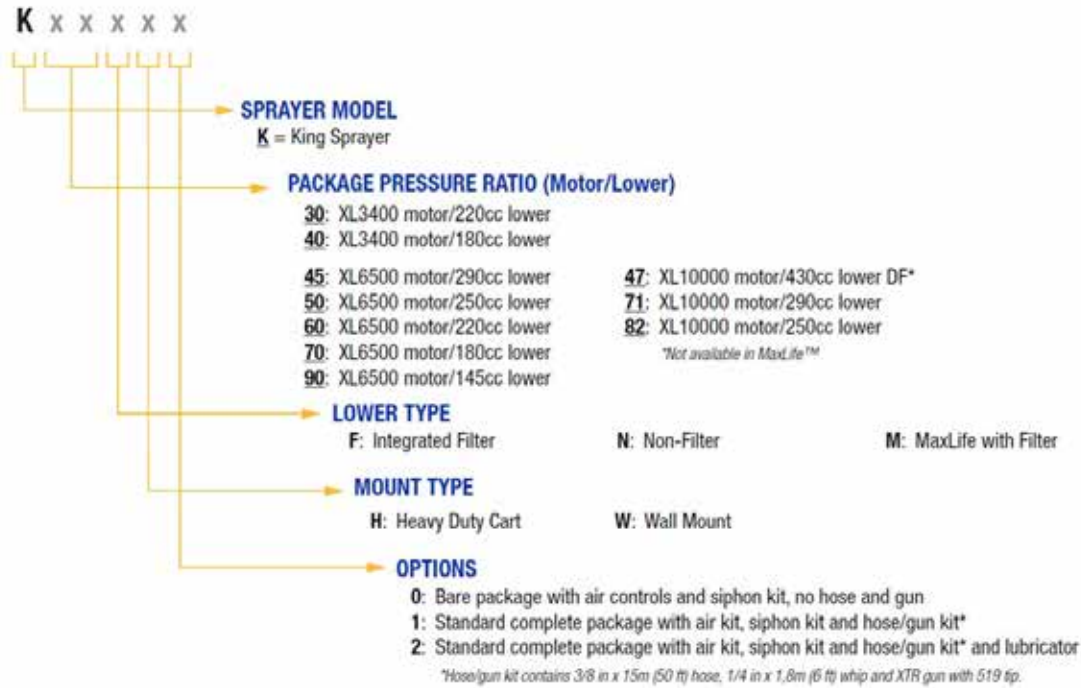 K x x x x x
SPRAYER MODEL
K = King Sprayer
PACKAGE PRESSURE RATIO (Motor/Lower)
30: XL3400 motor/220cc lower
40: XL3400 motor/180cc lower
45: XL6500 motor/290cc lower
50: XL6500 motor/250cc lower
60: XL6500 motor/220cc lower
70: XL6500 motor/180cc lower
90: XL6500 motor/145cc lower
47: XL10000 motor/430cc lower DF*
71: XL10000 motor/290cc lower
82: XL10000 motor/250cc lower
*Not available in MaxLife™
LOWER TYPE
F: Integrated Filter N: Non-Filter M: MaxLife with Filter
MOUNT TYPE
H: Heavy Duty Cart W: Wall Mount
OPTIONS
0: Bare package with air controls and siphon kit, no hose and gun
1: Standard complete package with air kit, siphon kit and hose/gun kit*
2: Standard complete package with air kit, siphon kit and hose/gun kit* and lubricator
*Hose/gun kit contains 3/8 in x 15m (50 ft) hose, 1/4 in x 1,8m (6 ft) whip and XTR gun with 519 tip.